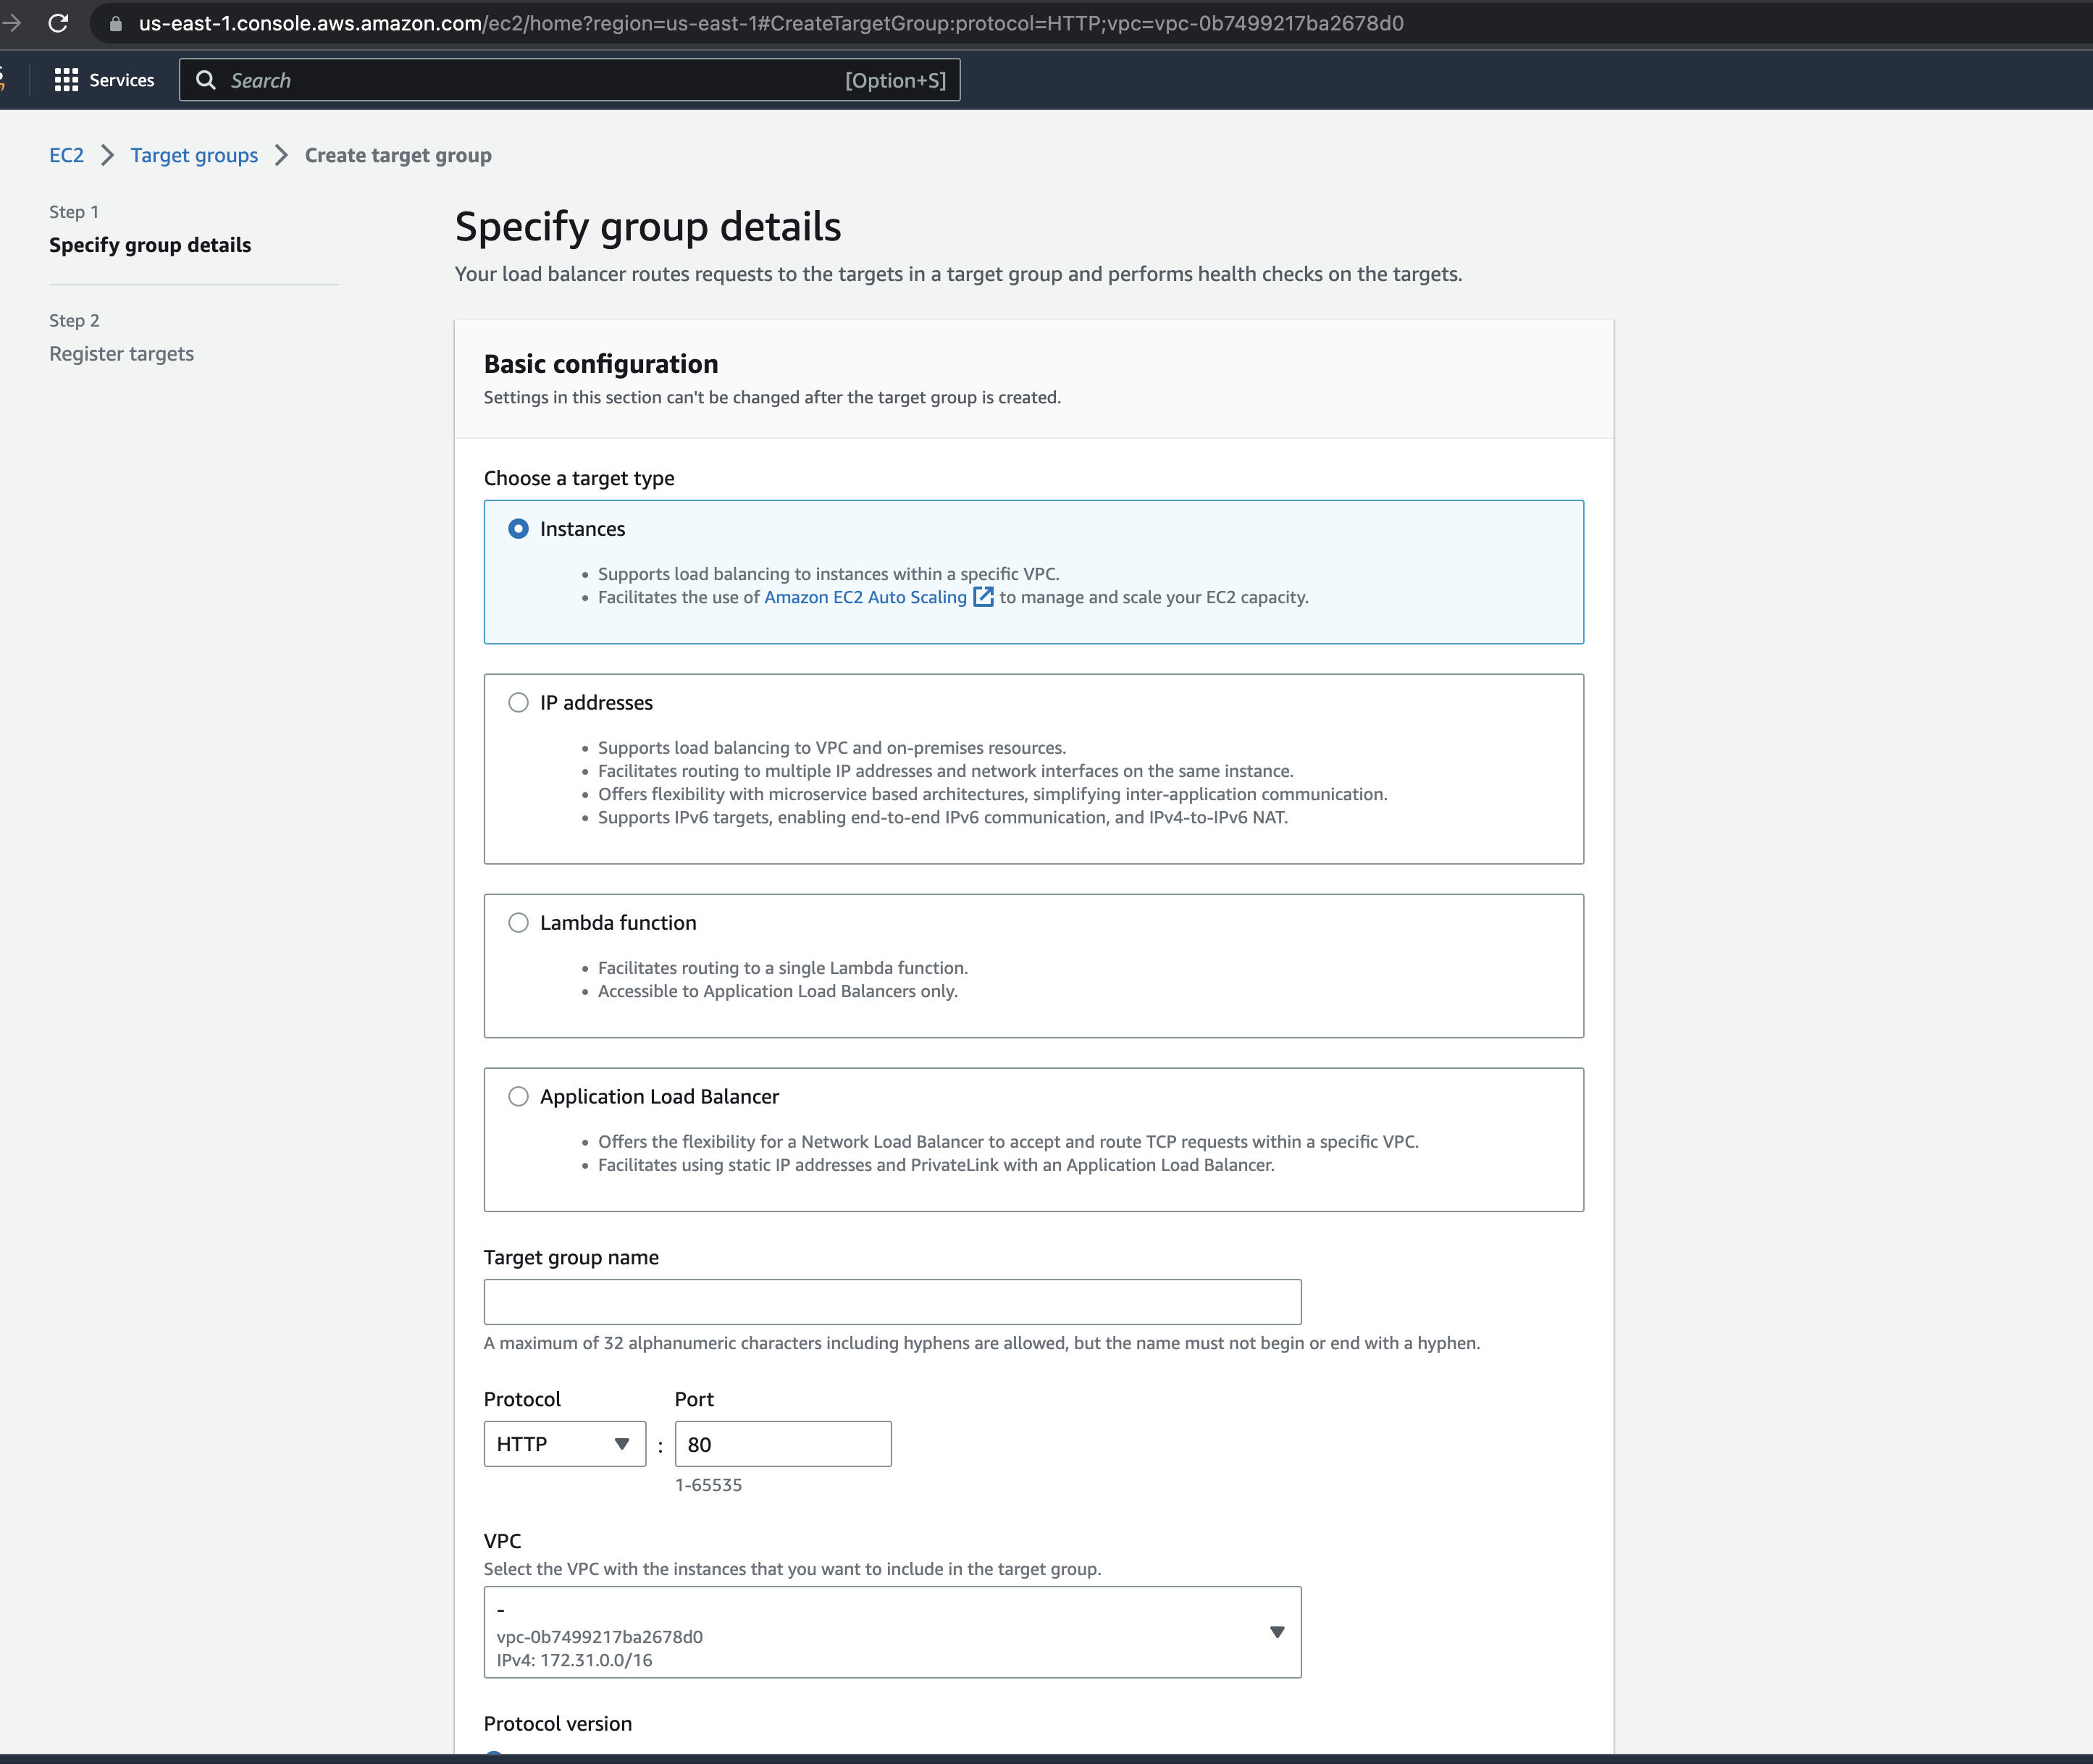 us-east-1.console.aws.amazon.com/ec2/home?region=us-east-1#CreateTargetGroup:protocol=HTTP;vpc=vpc-0b7499217ba2678d0
Services
Search [Option+S]
EC2 > Target groups > Create target group
Step 1
Specify group details
Step 2
Register targets
Specify group details
Your load balancer routes requests to the targets in a target group and performs health checks on the targets.
Basic configuration
Settings in this section can't be changed after the target group is created.
Choose a target type
Instances
• Supports load balancing to instances within a specific VPC.
• Facilitates the use of Amazon EC2 Auto Scaling to manage and scale your EC2 capacity.
IP addresses
• Supports load balancing to VPC and on-premises resources.
• Facilitates routing to multiple IP addresses and network interfaces on the same instance.
• Offers flexibility with microservice based architectures, simplifying inter-application communication.
• Supports IPv6 targets, enabling end-to-end IPv6 communication, and IPv4-to-IPv6 NAT.
Lambda function
• Facilitates routing to a single Lambda function.
• Accessible to Application Load Balancers only.
Application Load Balancer
• Offers the flexibility for a Network Load Balancer to accept and route TCP requests within a specific VPC.
• Facilitates using static IP addresses and PrivateLink with an Application Load Balancer.
Target group name
A maximum of 32 alphanumeric characters including hyphens are allowed, but the name must not begin or end with a hyphen.
Protocol Port
HTTP : 80
1-65535
VPC
Select the VPC with the instances that you want to include in the target group.
-
vpc-0b7499217ba2678d0
IPv4: 172.31.0.0/16
Protocol version